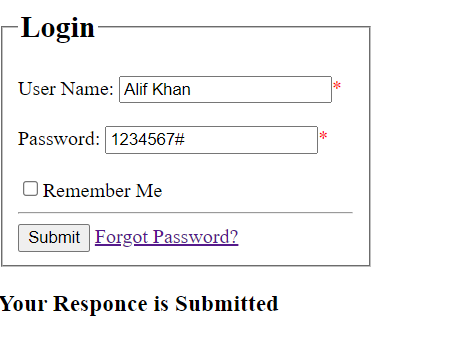 Login
User Name: Alif Khan*
Password: 1234567#*
Remember Me
Submit Forgot Password?
Your Responce is Submitted